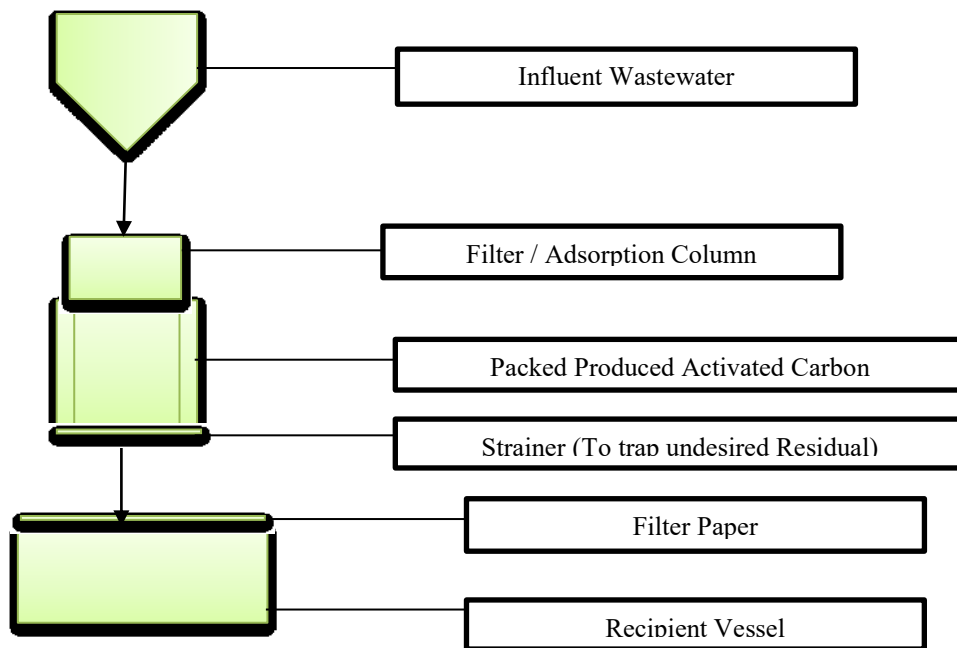 Influent Wastewater
Filter / Adsorption Column
Packed Produced Activated Carbon
Strainer (To trap undesired Residual)
Filter Paper
Recipient Vessel